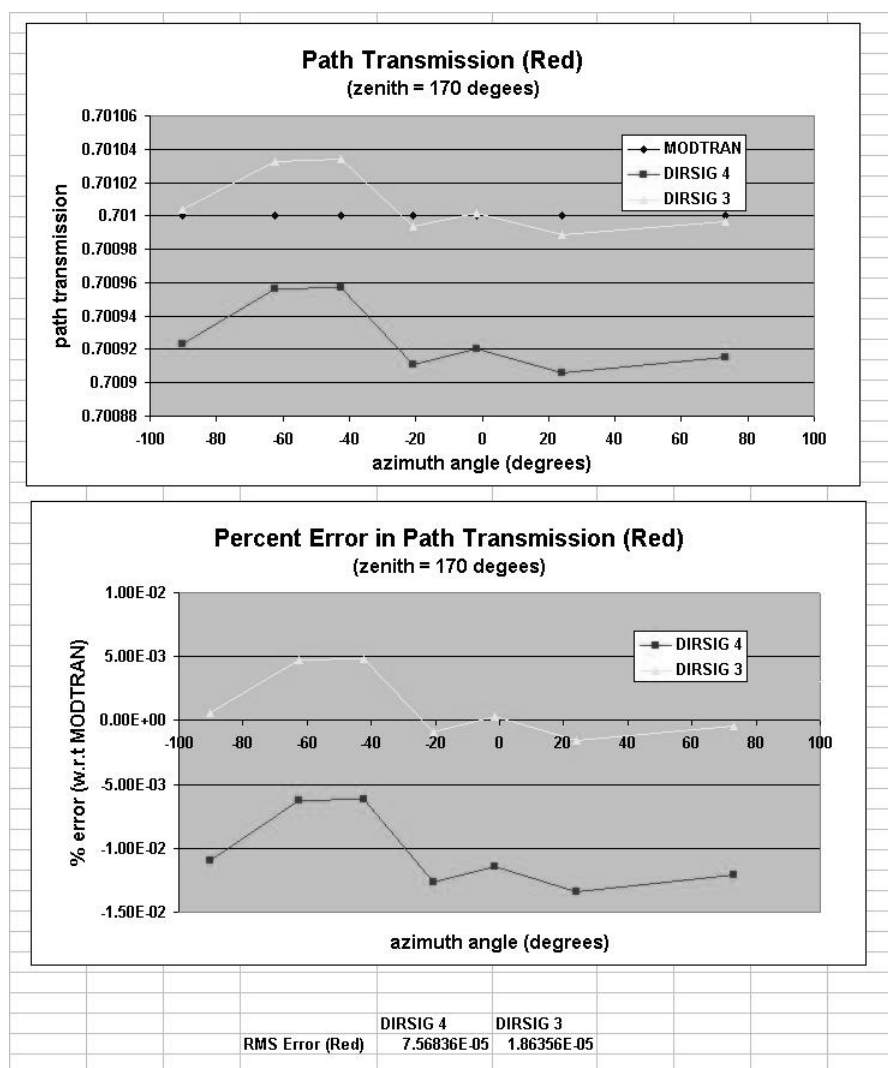 Path Transmission (Red)
(zenith = 170 degees)
path transmission
0.70106
0.70104
0.70102
0.701
0.70098
0.70096
0.70094
0.70092
0.7009
0.70088
MODTRAN
DIRSIG 4
DIRSIG 3
-100 -80 -60 -40 -20 0 20 40 60 80 100
azimuth angle (degrees)
Percent Error in Path Transmission (Red)
(zenith = 170 degees)
% error (w.r.t MODTRAN)
1.00E-02
5.00E-03
0.00E+00
-5.00E-03
-1.00E-02
-1.50E-02
DIRSIG 4
DIRSIG 3
-100 -80 -60 -40 -20 0 20 40 60 80 100
azimuth angle (degrees)
DIRSIG 4 DIRSIG 3
RMS Error (Red) 7.56836E-05 1.86356E-05